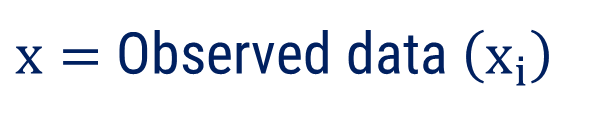 x = Observed data (xᵢ)